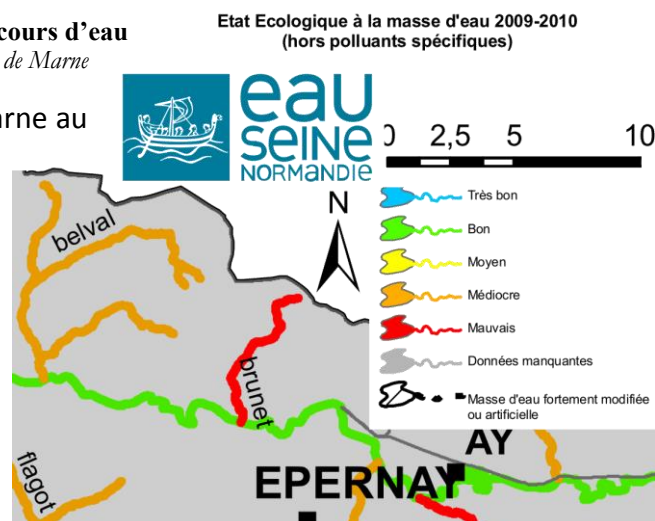 cours d'eau
de Marne
arne au
Etat Ecologique à la masse d'eau 2009-2010
(hors polluants spécifiques)
eau
SEINE
NORMANDIE
0 2,5 5 10
N
Très bon
Bon
Moyen
Médiocre
Mauvais
Données manquantes
Masse d'eau fortement modifiée
ou artificielle
belval
brunet
flagot
AY
EPERNAY